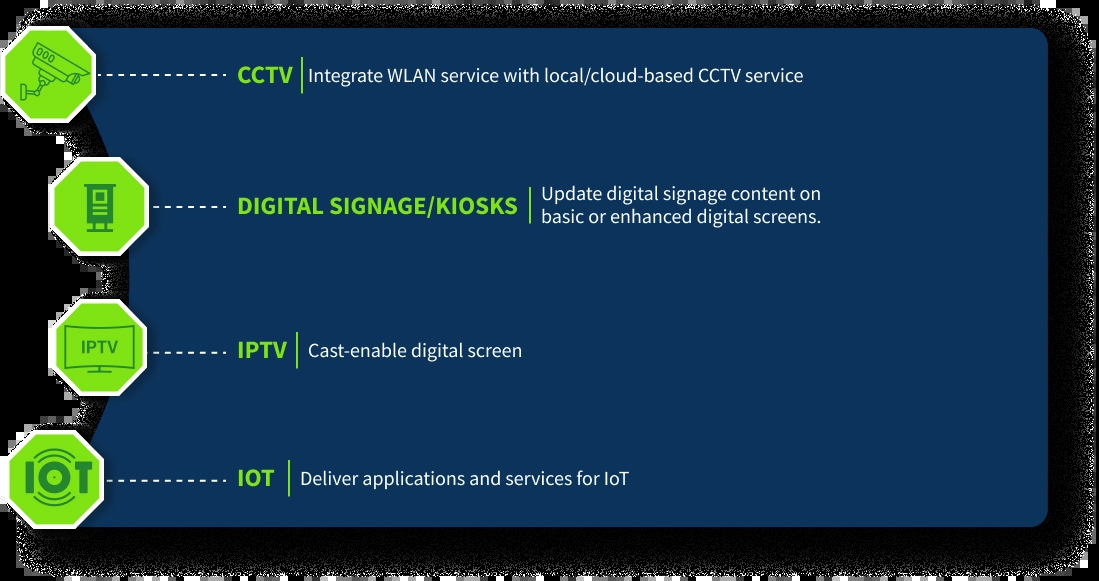 CCTV Integrate WLAN service with local/cloud-based CCTV service
DIGITAL SIGNAGE/KIOSKS Update digital signage content on
basic or enhanced digital screens.
IPTV
IPTV Cast-enable digital screen
IOT
IOT Deliver applications and services for IoT